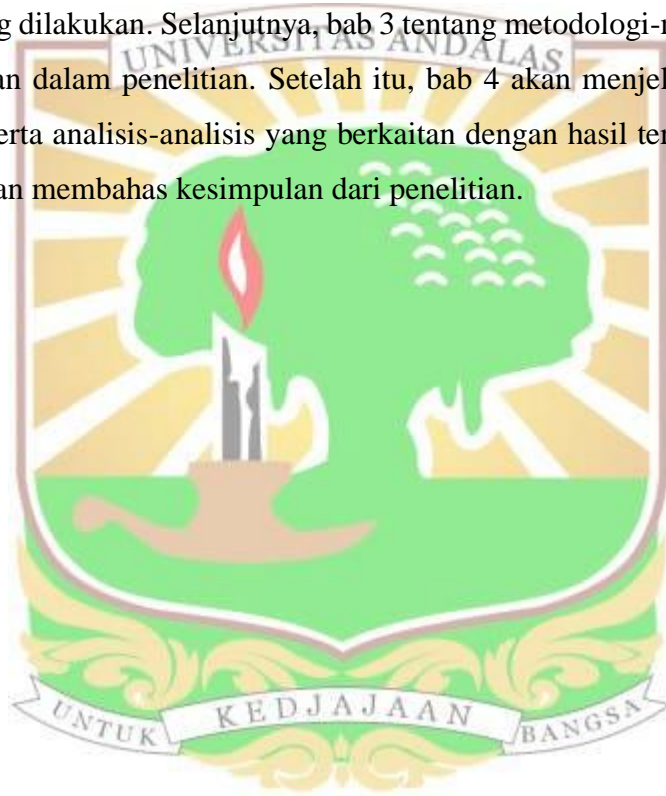 g dilakukan. Selanjutnya, bab 3 tentang metodologi-
UNIVERSITAS ANDALAS
an dalam penelitian. Setelah itu, bab 4 akan menjel
erta analisis-analisis yang berkaitan dengan hasil ter
an membahas kesimpulan dari penelitian.
UNTUK KEDJAJAAN BANGSA